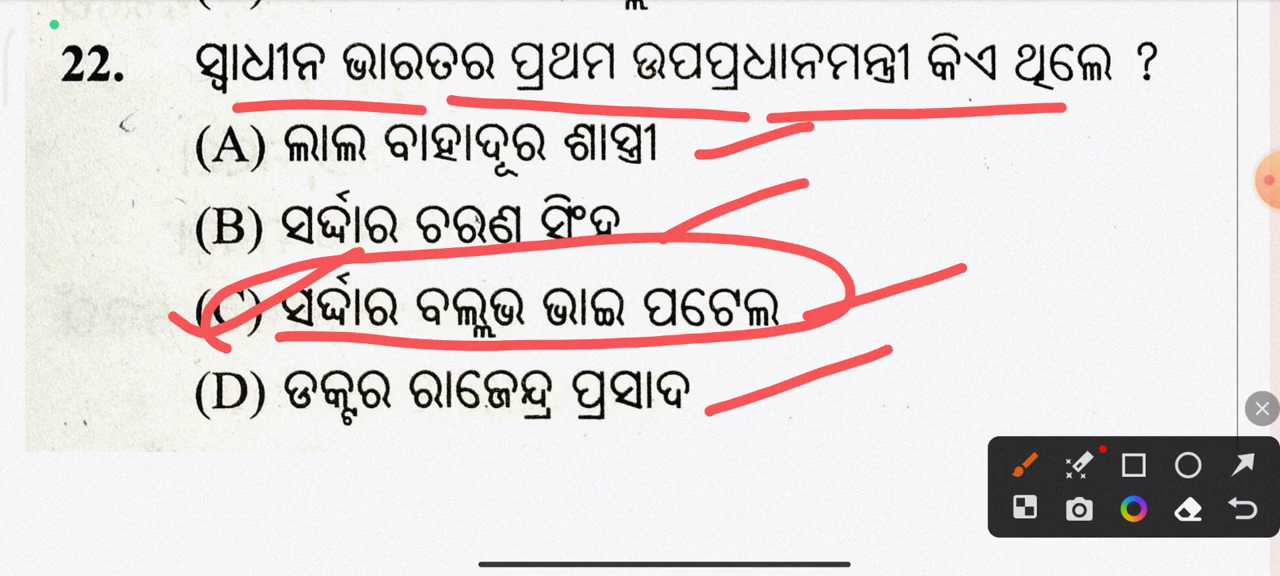 22. ସ୍ୱାଧୀନ ଭାରତର ପ୍ରଥମ ଉପପ୍ରଧାନମନ୍ତ୍ରୀ କିଏ ଥିଲେ ?
(A) ଲାଲ ବାହାଦୂର ଶାସ୍ତ୍ରୀ
(B) ସର୍ଦ୍ଦାର ଚରଣ ସିଂହ
(C) ସର୍ଦ୍ଦାର ବଲ୍ଲଭ ଭାଇ ପଟେଲ
(D) ଡକ୍ଟର ରାଜେନ୍ଦ୍ର ପ୍ରସାଦ